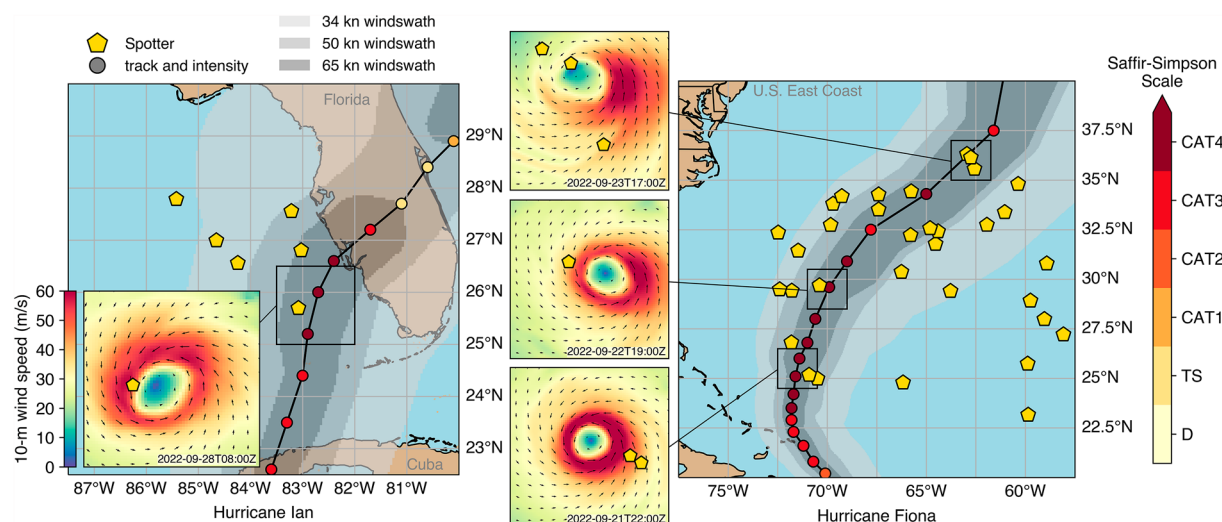 34 kn windswath
50 kn windswath
65 kn windswath
Spotter
track and intensity
Florida
29°N
28°N
27°N
26°N
25°N
24°N
23°N
Cuba
87°W 86°W 84°W 83°W 82°W 81°W
Hurricane Ian
10-m wind speed (m/s)
60
50
40
30
20
10
0
2022-09-28T08:00Z
-2022-09-23T17:00Z
-2022-09-22T19:00Z
-2022-09-21T22:00Z
U.S. East Coast
37.5°N
35°N
32.5°N
30°N
27.5°N
25°N
22.5°N
75°W 70°W 65°W 60°W
Hurricane Fiona
Saffir-Simpson
Scale
CAT4
CAT3
CAT2
CAT1
TS
D